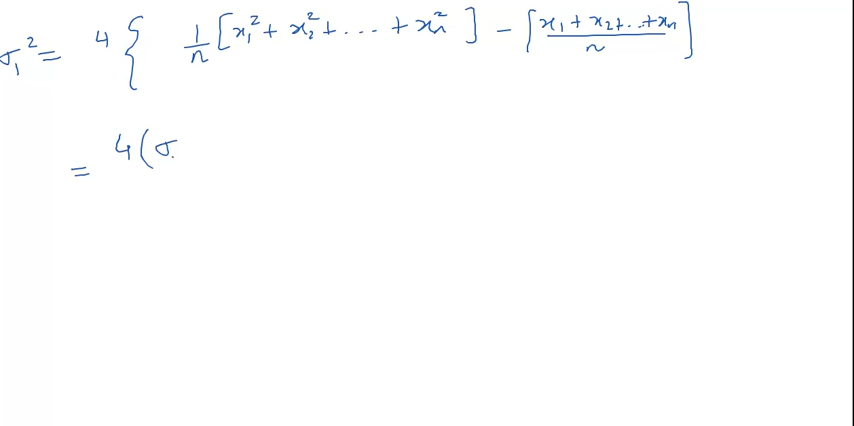 σ₁² = 4 { 1/n [x₁² + x₂² + ... + xₙ²] - [x₁ + x₂ + .. + xₙ / n]
= 4(σ.